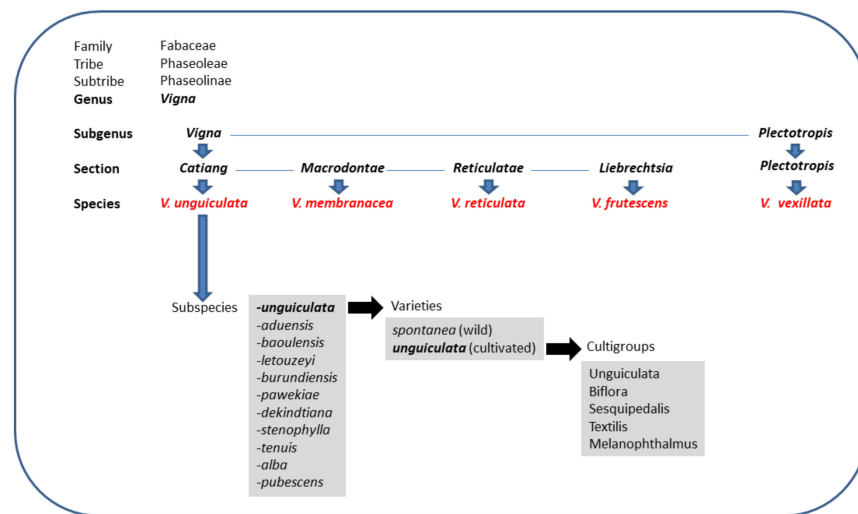 Family Fabaceae
Tribe Phaseoleae
Subtribe Phaseolinae
Genus Vigna
Subgenus Vigna Plectotropis
Section Catiang Macrodontae Reticulatae Liebrechtsia Plectotropis
Species V. unguiculata V. membranacea V. reticulata V. frutescens V. vexillata
Subspecies -unguiculata Varieties
-aduensis
-baoulensis
-letouzeyi
-burundiensis
-pawekiae
-dekindtiana
-stenophylla
-tenuis
-alba
-pubescens
spontanea (wild)
unguiculata (cultivated)
Cultigroups
Unguiculata
Biflora
Sesquipedalis
Textilis
Melanophthalmus